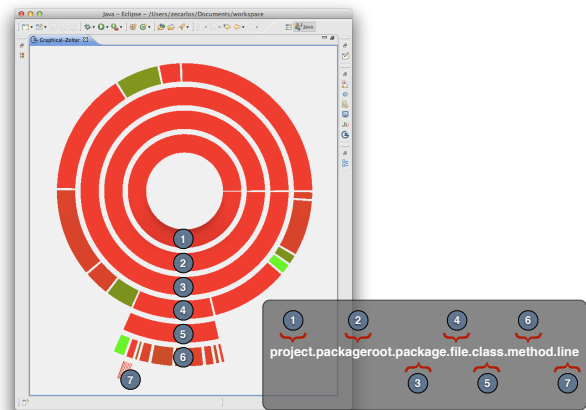 Java - Eclipse - /Users/zecarlos/Documents/workspace
Java
Graphical-Zoltar
1
2
3
4
5
6
7
1 2 4 6
project.packageroot.package.file.class.method.line
3 5 7